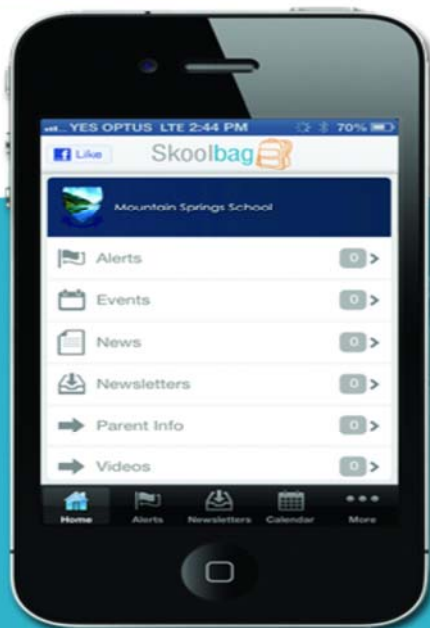 YES OPTUS LTE 2:44 PM 70%
Like
Skoolbag
Mountain Springs School
Alerts 0
Events 0
News 0
Newsletters 0
Parent Info 0
Videos 0
Home Alerts Newsletters Calendar More